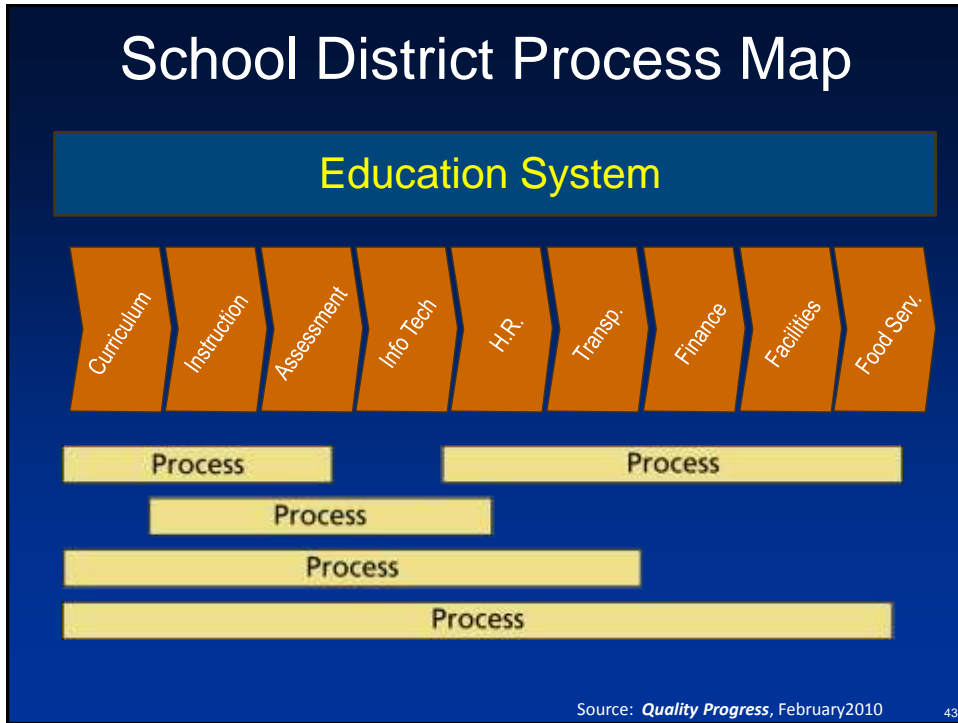 School District Process Map
Education System
Curriculum
Instruction
Assessment
Info Tech
H.R.
Transp.
Finance
Facilities
Food Serv.
Process
Process
Process
Process
Process
Source: Quality Progress, February2010
43